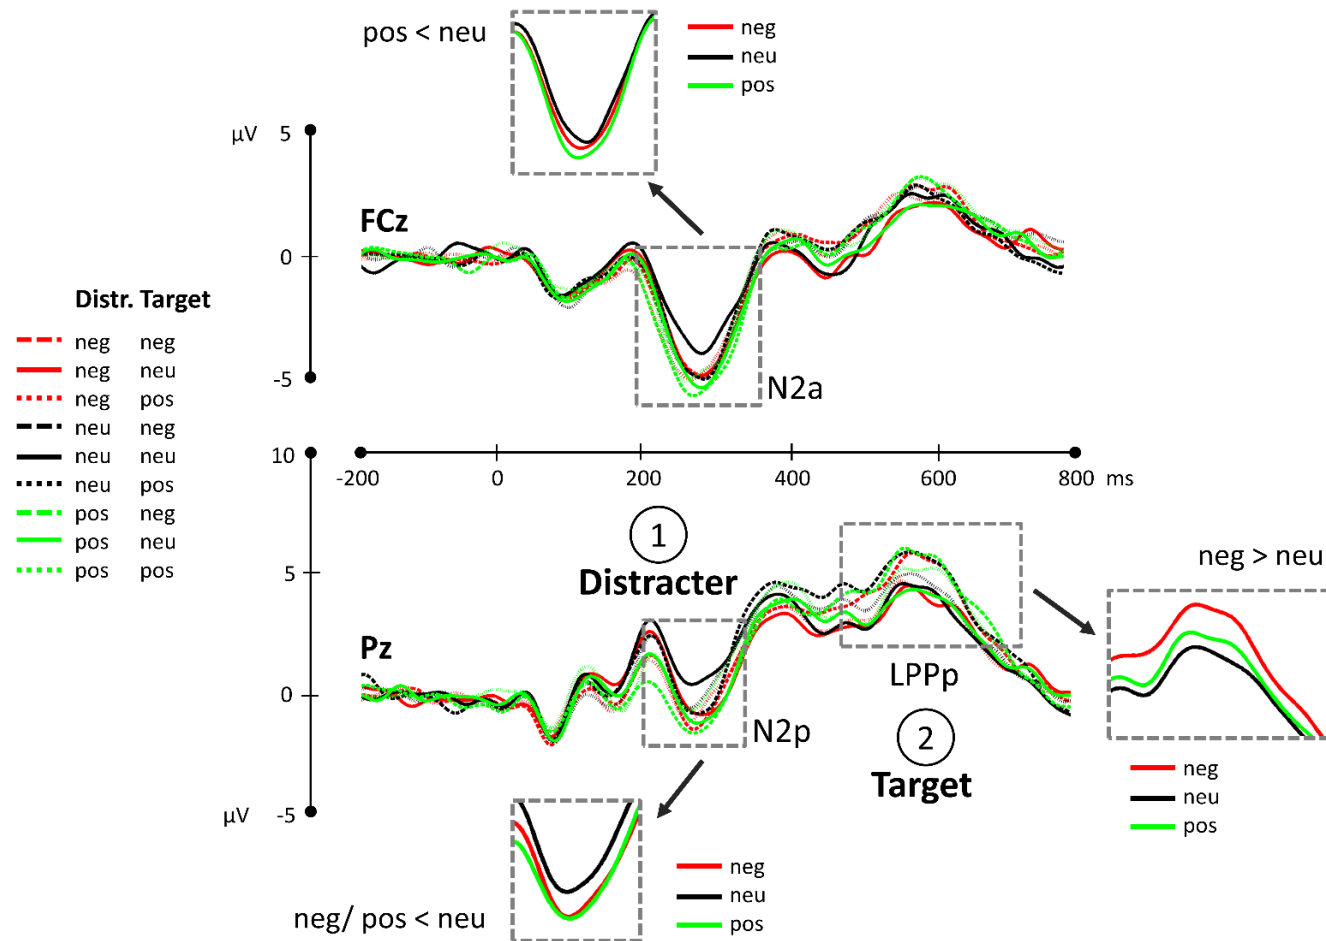 pos < neu
neg
neu
pos
µV 5
FCz
0
-5
N2a
Distr. Target
neg neg
neg neu
neg pos
neu neg
neu neu
neu pos
pos neg
pos neu
pos pos
10
-200 0 200 400 600 800 ms
1
Distracter
5
neg > neu
Pz
0
LPPp
N2p
2
Target
µV -5
neg
neu
pos
neg
neu
pos
neg/ pos < neu